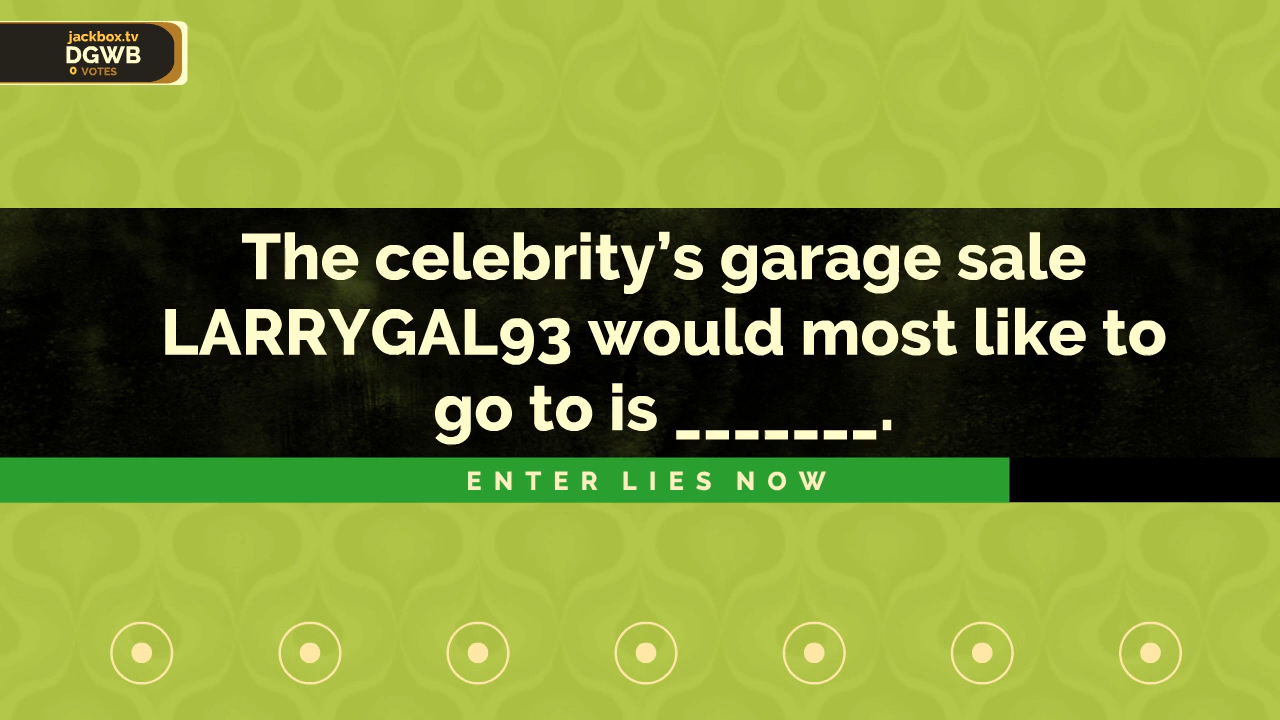 jackbox.tv
DGWB
0 VOTES
The celebrity’s garage sale
LARRYGAL93 would most like to
go to is _______.
ENTER LIES NOW